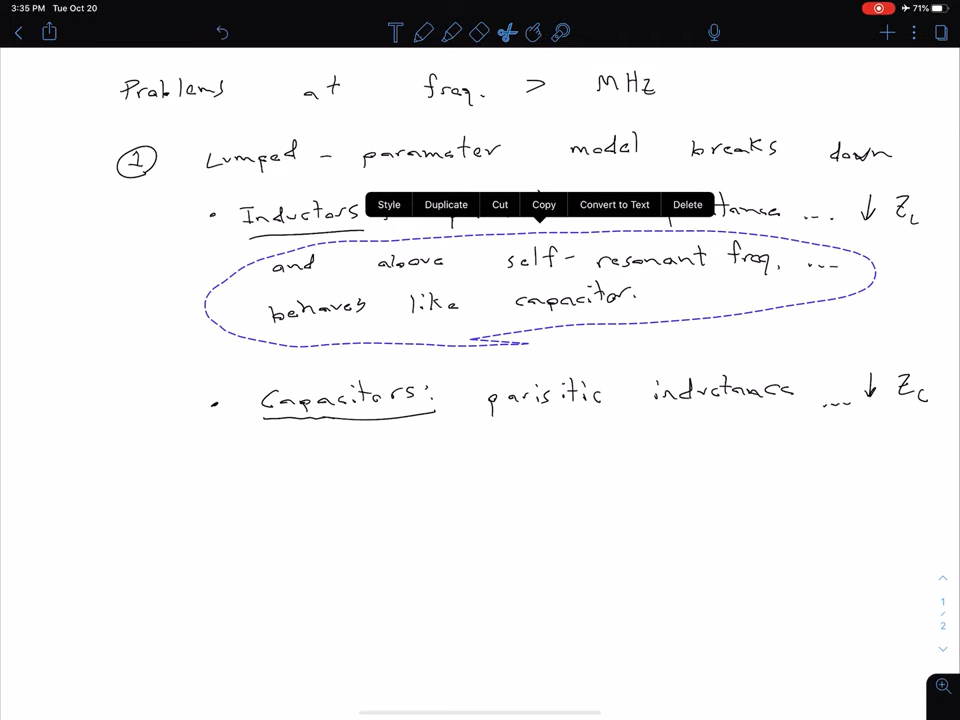 3:35 PM Tue Oct 20 71%
Problems at freq. > MHz
1 Lumped - parameter model breaks down
Style Duplicate Cut Copy Convert to Text Delete
• Inductors ... ↓ ZL
and above self-resonant freq. ...
behaves like capacitor.
• Capacitors: parisitic inductance ... ↓ ZC
1
/
2